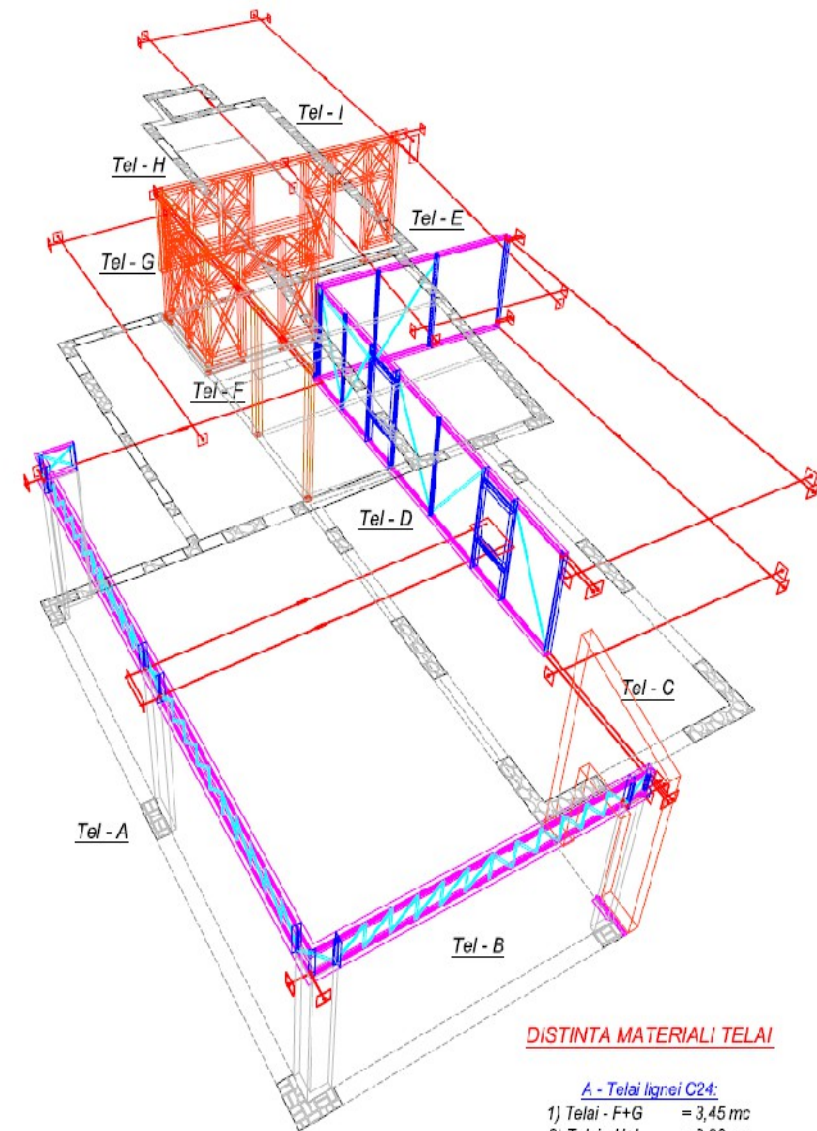 Tel - I
Tel - H
Tel - E
Tel - G
Tel - F
Tel - D
Tel - C
Tel - A
Tel - B
DISTINTA MATERIALI TELAI
A - Telai lignei C24:
1) Telai - F+G = 3,45 mc